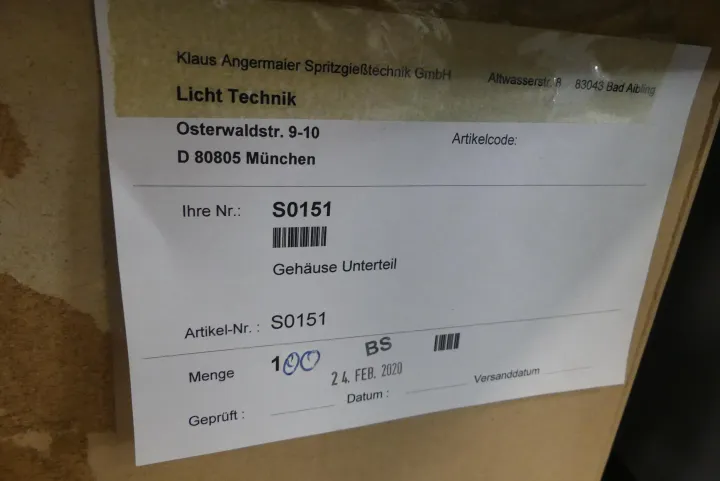 Klaus Angermaier Spritzgießtechnik GmbH Altwasserstr. 8 83043 Bad Aibling
Licht Technik
Osterwaldstr. 9-10
Artikelcode:
D 80805 München
Ihre Nr.: S0151
Gehäuse Unterteil
Artikel-Nr. : S0151
Menge 100 BS
24. FEB. 2020
Geprüft : Datum : Versanddatum